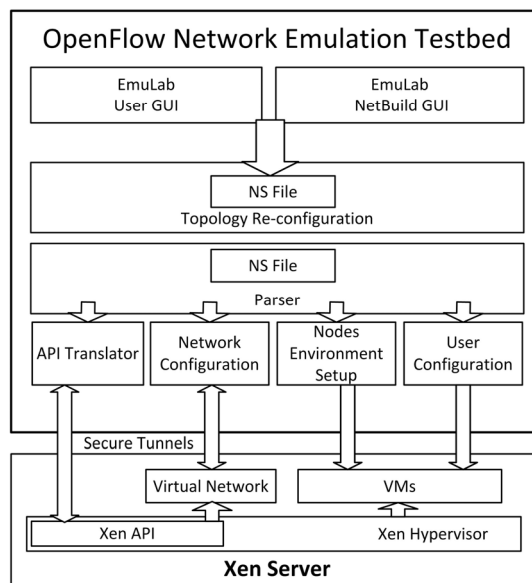 OpenFlow Network Emulation Testbed
EmuLab
User GUI
EmuLab
NetBuild GUI
NS File
Topology Re-configuration
NS File
Parser
API Translator
Network
Configuration
Nodes
Environment
Setup
User
Configuration
Secure Tunnels
Virtual Network
VMs
Xen API
Xen Hypervisor
Xen Server